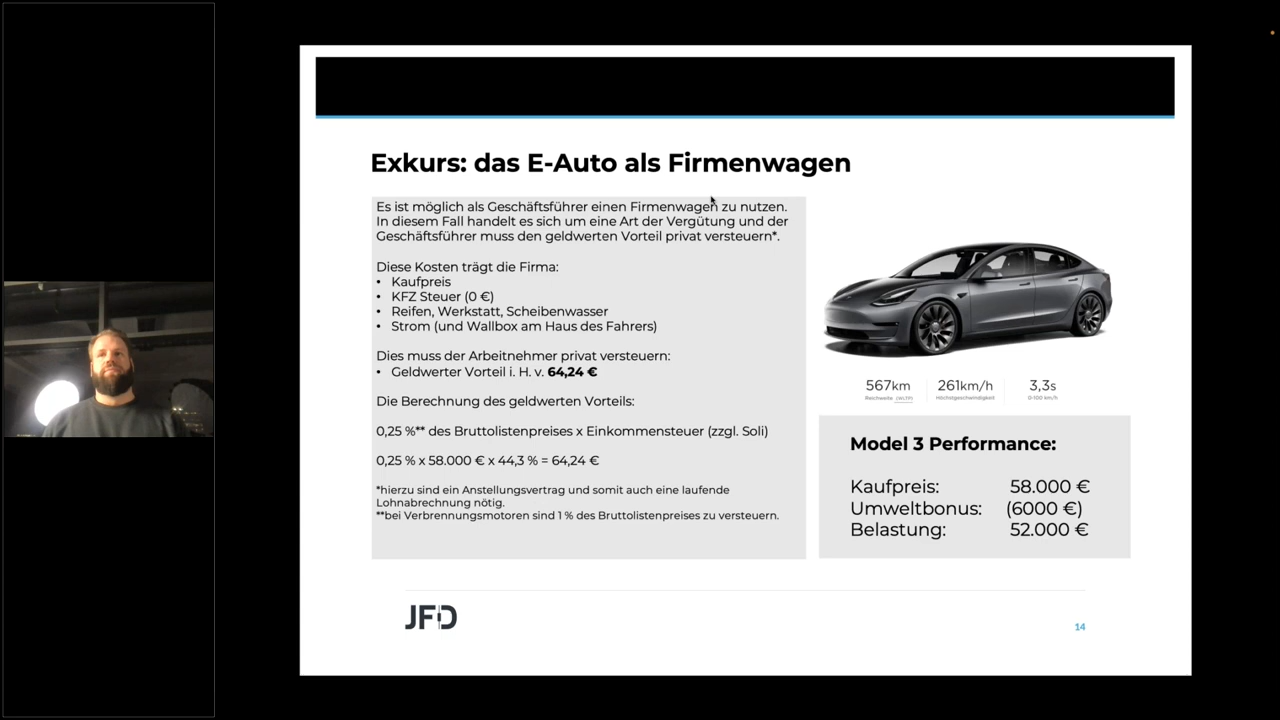 Exkurs: das E-Auto als Firmenwagen
Es ist möglich als Geschäftsführer einen Firmenwagen zu nutzen.
In diesem Fall handelt es sich um eine Art der Vergütung und der
Geschäftsführer muss den geldwerten Vorteil privat versteuern*.
Diese Kosten trägt die Firma:
• Kaufpreis
• KFZ Steuer (0 €)
• Reifen, Werkstatt, Scheibenwasser
• Strom (und Wallbox am Haus des Fahrers)
Dies muss der Arbeitnehmer privat versteuern:
• Geldwerter Vorteil i. H. v. 64,24 €
Die Berechnung des geldwerten Vorteils:
0,25 %** des Bruttolistenpreises x Einkommensteuer (zzgl. Soli)
0,25 % x 58.000 € x 44,3 % = 64,24 €
*hierzu sind ein Anstellungsvertrag und somit auch eine laufende
Lohnabrechnung nötig.
**bei Verbrennungsmotoren sind 1 % des Bruttolistenpreises zu versteuern.
567km 261km/h 3,3s
Reichweite (WLTP) Höchstgeschwindigkeit 0-100 km/h
Model 3 Performance:
Kaufpreis: 58.000 €
Umweltbonus: (6000 €)
Belastung: 52.000 €
JFD
14